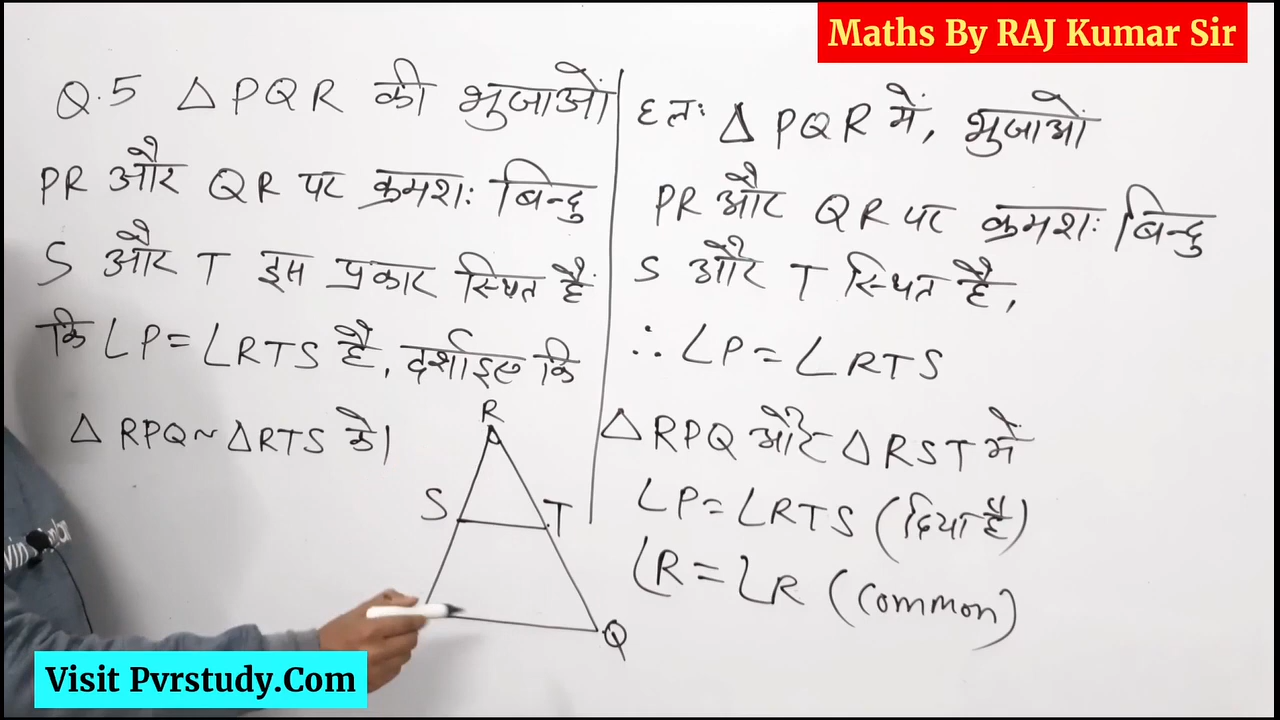 Maths By RAJ Kumar Sir
Q.5 △ PQR की भुजाओं
PR और QR पर क्रमशः बिन्दु
S और T इस प्रकार स्थित है
कि ∠P = ∠RTS है, दर्शाइए कि
△ RPQ ~ △RTS के।
R
S
T
Q
हलः △ PQR में, भुजाओं
PR और QR पर क्रमशः बिन्दु
S और T स्थित है,
∴ ∠P = ∠RTS
△RPQ और △RST में
∠P = ∠RTS (दिया है)
∠R = ∠R (common)
Visit Pvrstudy.Com